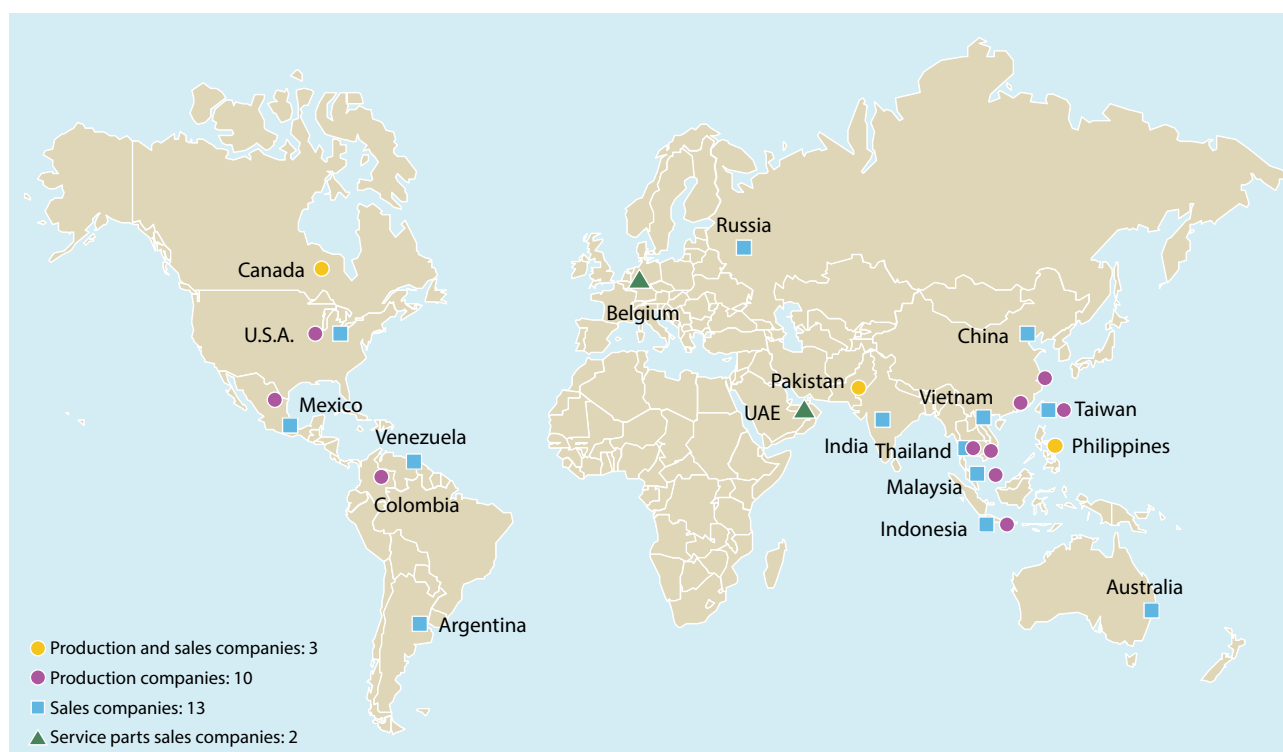 Russia
Canada
Belgium
U.S.A.
China
Pakistan
Mexico
UAE
Vietnam
Taiwan
Venezuela
India
Thailand
Philippines
Malaysia
Colombia
Indonesia
Australia
Argentina
Production and sales companies: 3
Production companies: 10
Sales companies: 13
Service parts sales companies: 2